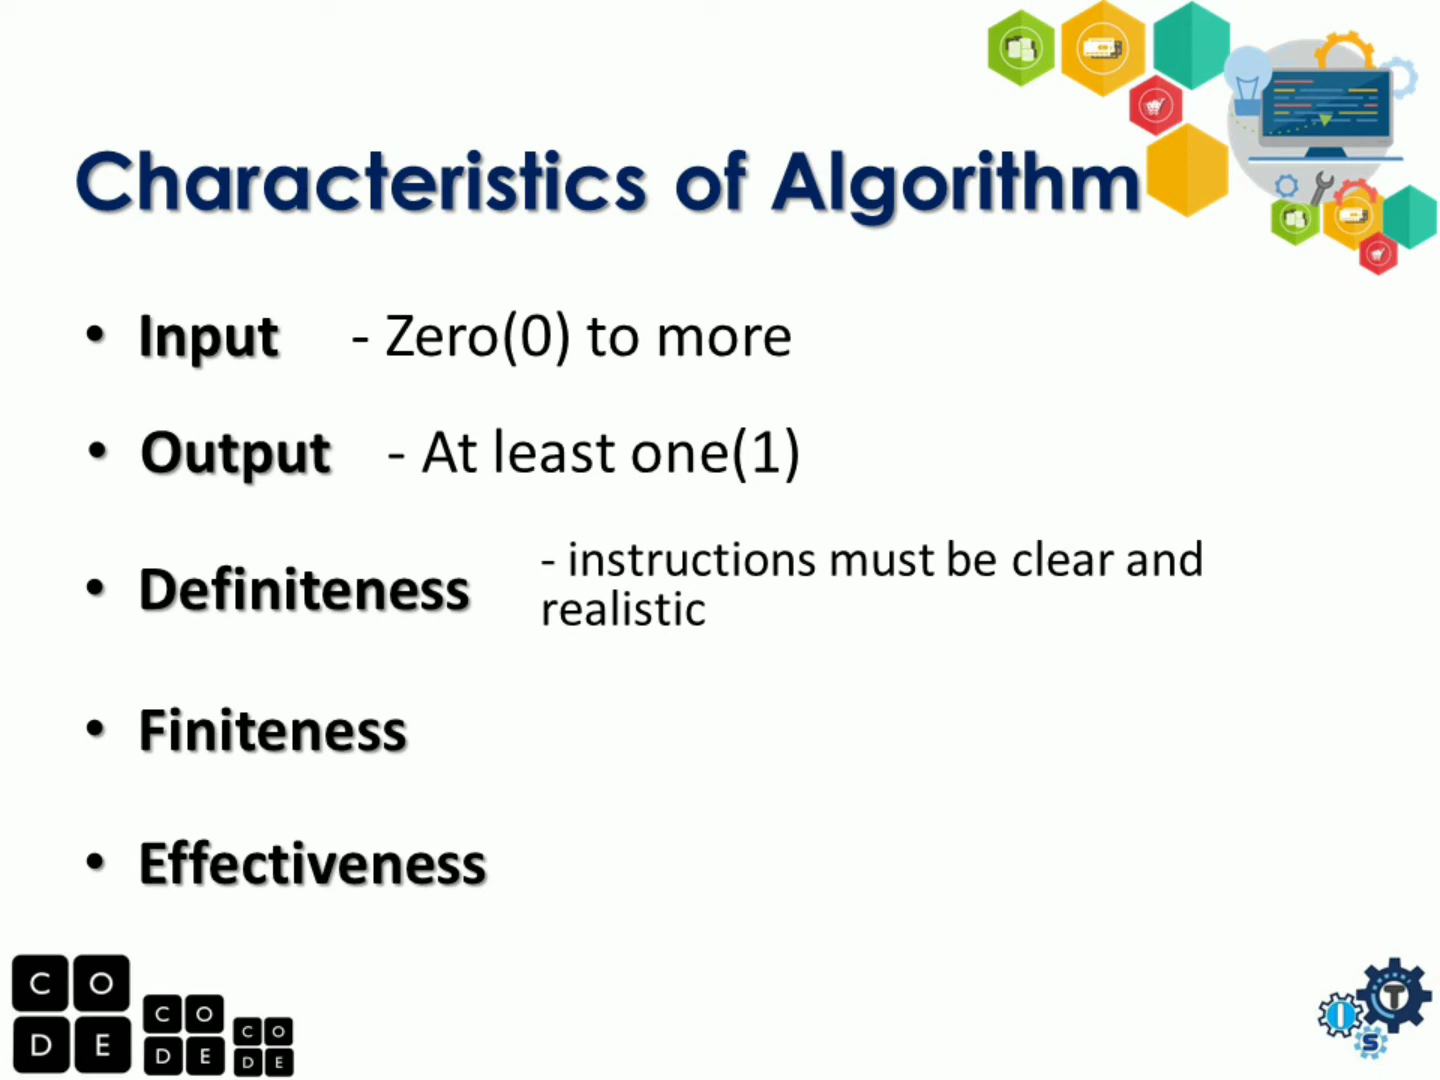 Characteristics of Algorithm
• Input - Zero(0) to more
• Output - At least one(1)
• Definiteness - instructions must be clear and
realistic
• Finiteness
• Effectiveness
C O
D E
C O
D E
C O
D E
I T
S